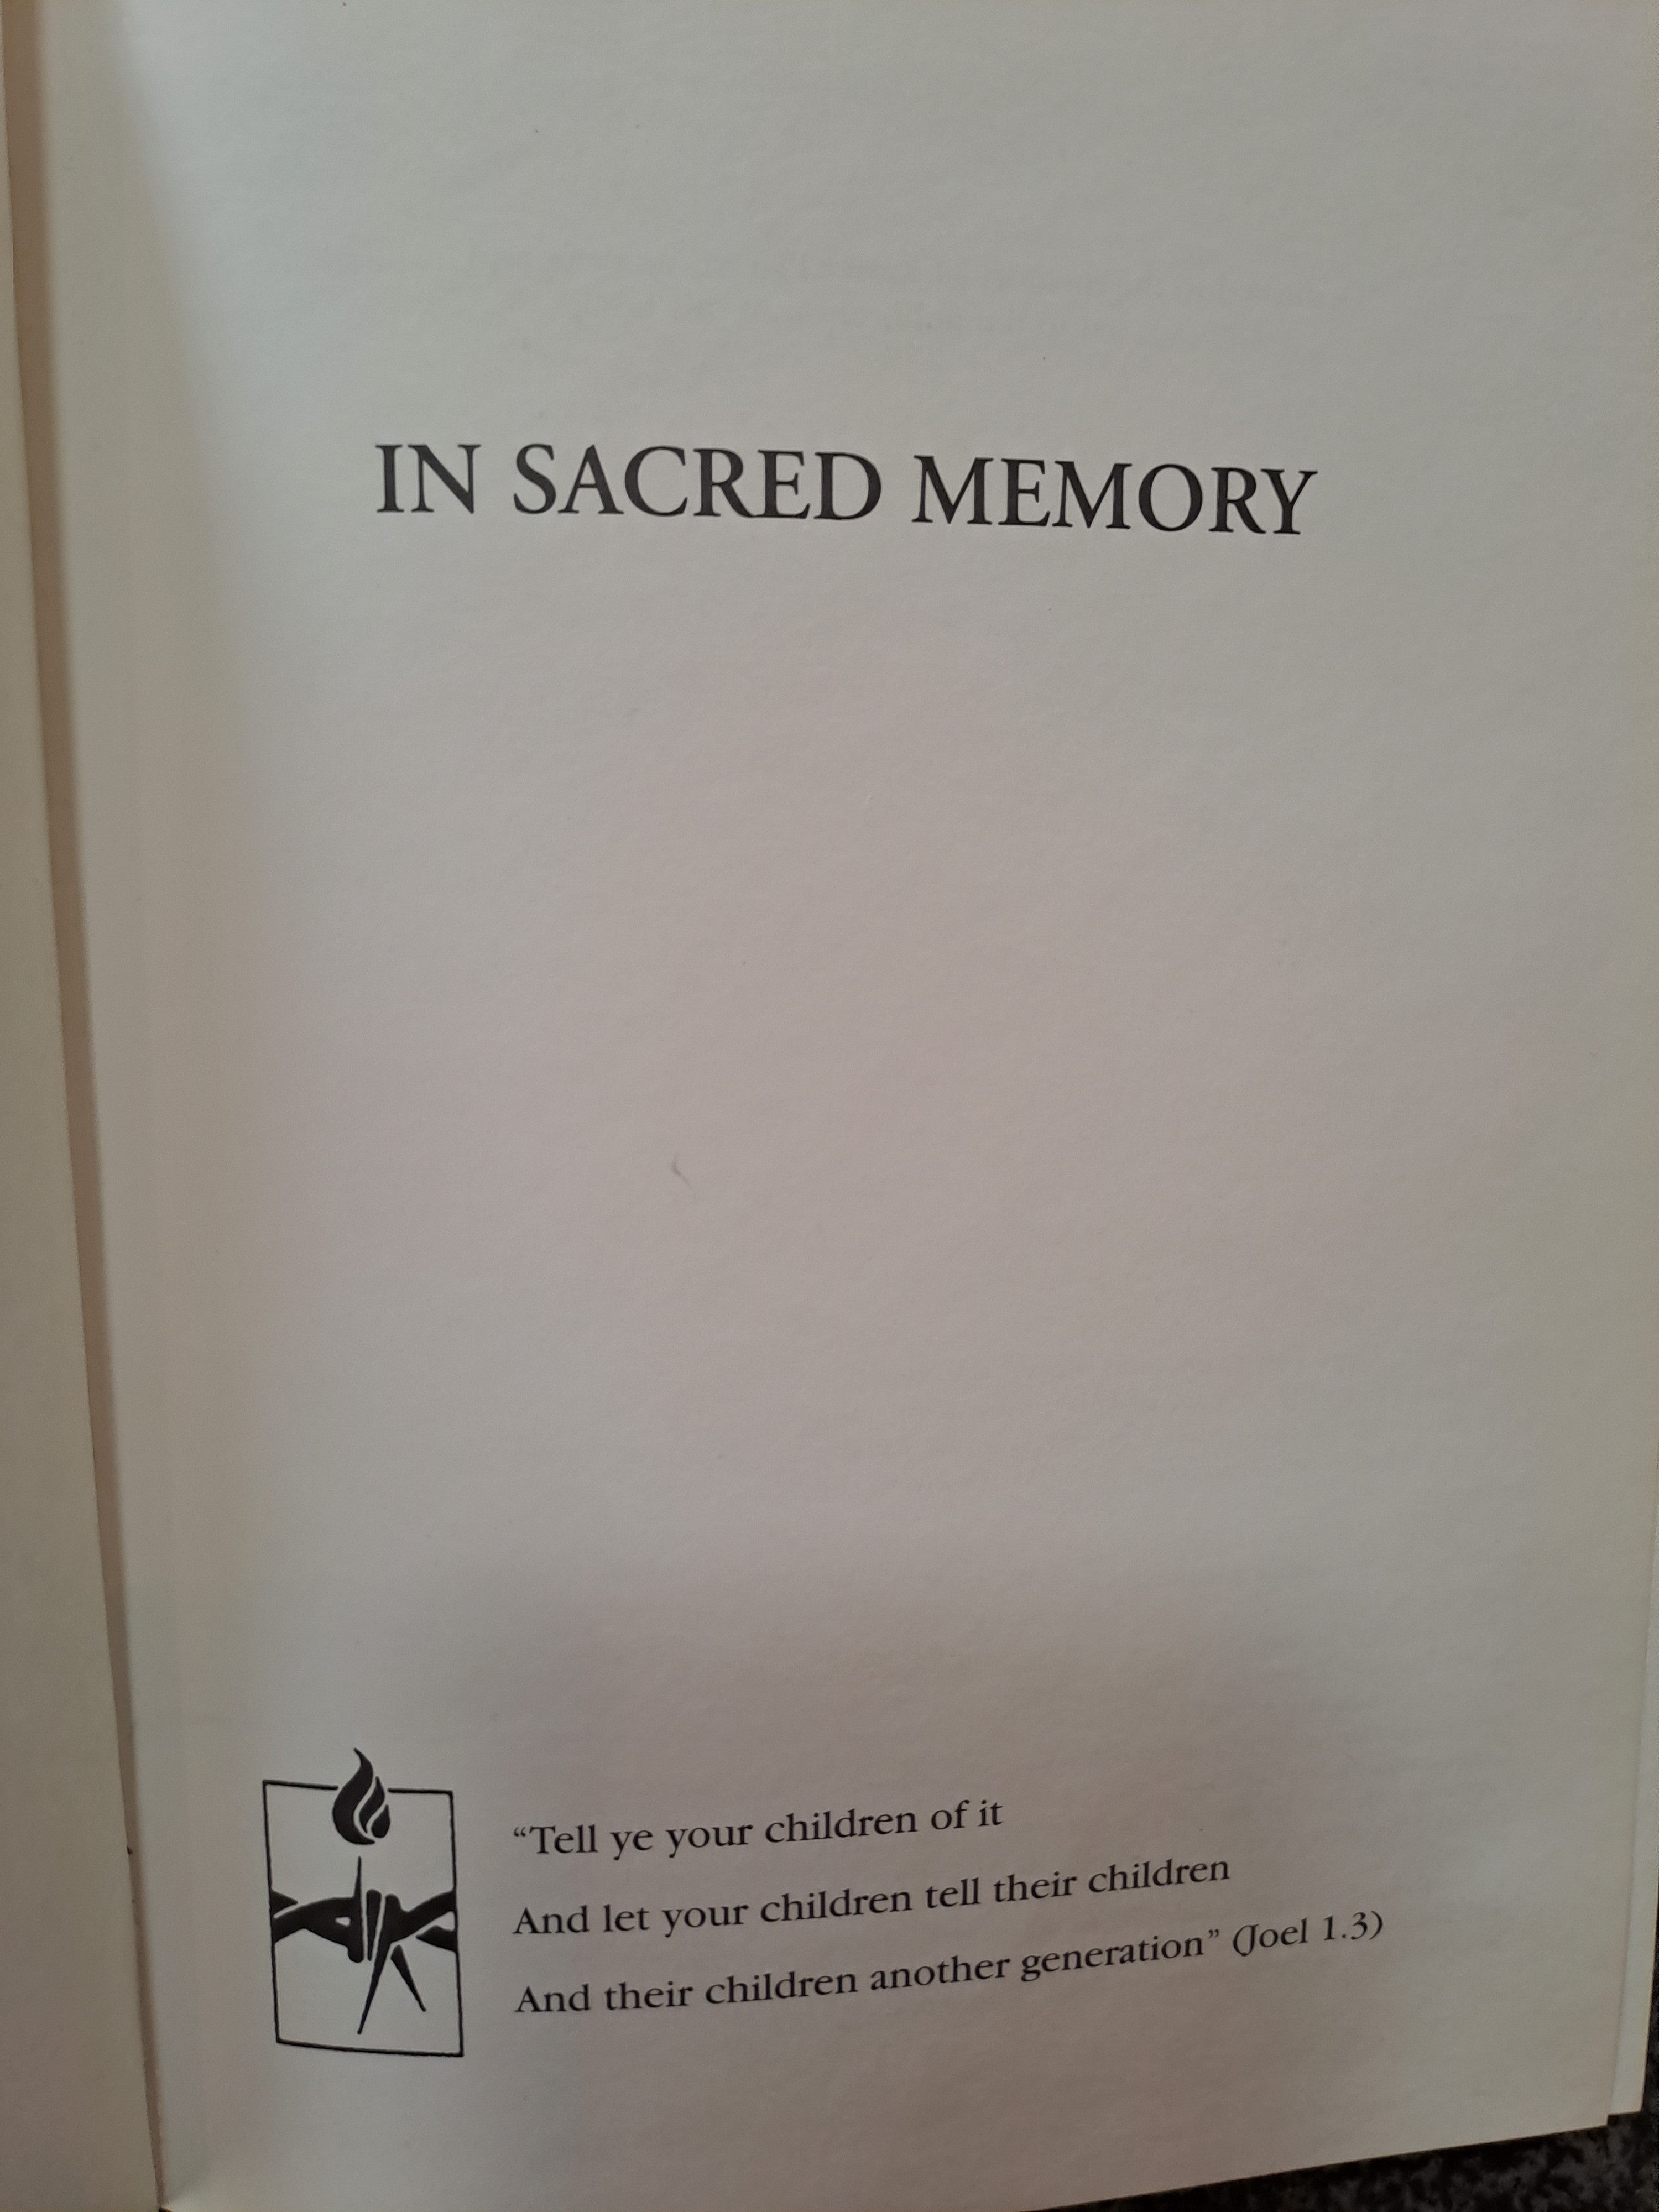 IN SACRED MEMORY
“Tell ye your children of it
And let your children tell their children
And their children another generation” (Joel 1.3)